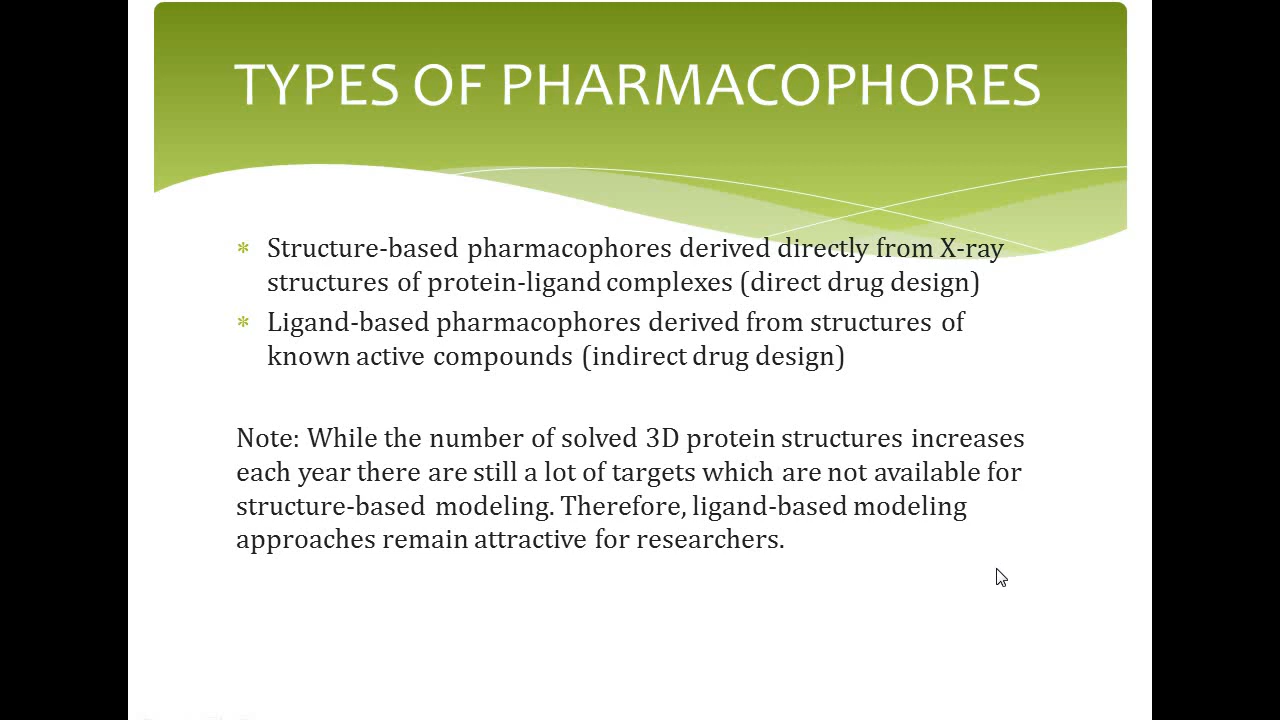 TYPES OF PHARMACOPHORES
* Structure-based pharmacophores derived directly from X-ray
structures of protein-ligand complexes (direct drug design)
* Ligand-based pharmacophores derived from structures of
known active compounds (indirect drug design)
Note: While the number of solved 3D protein structures increases
each year there are still a lot of targets which are not available for
structure-based modeling. Therefore, ligand-based modeling
approaches remain attractive for researchers.